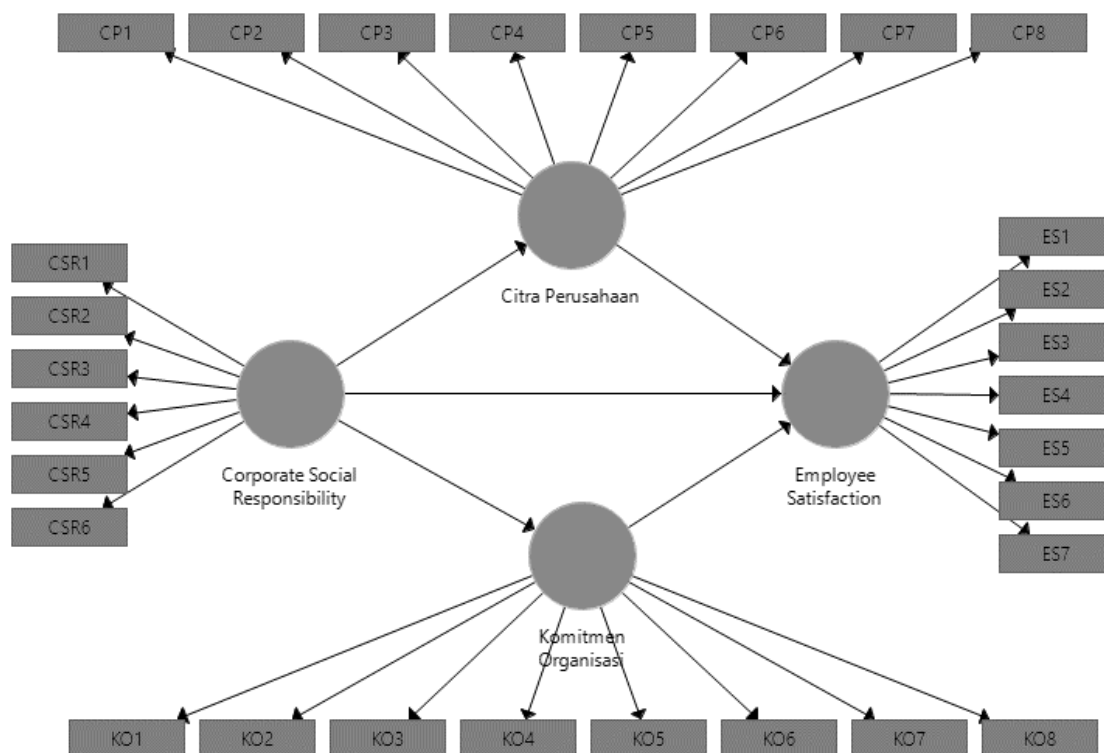 CP1 CP2 CP3 CP4 CP5 CP6 CP7 CP8
Citra Perusahaan
CSR1
CSR2
CSR3
CSR4
CSR5
CSR6
Corporate Social
Responsibility
Employee
Satisfaction
ES1
ES2
ES3
ES4
ES5
ES6
ES7
Komitmen
Organisasi
KO1 KO2 KO3 KO4 KO5 KO6 KO7 KO8